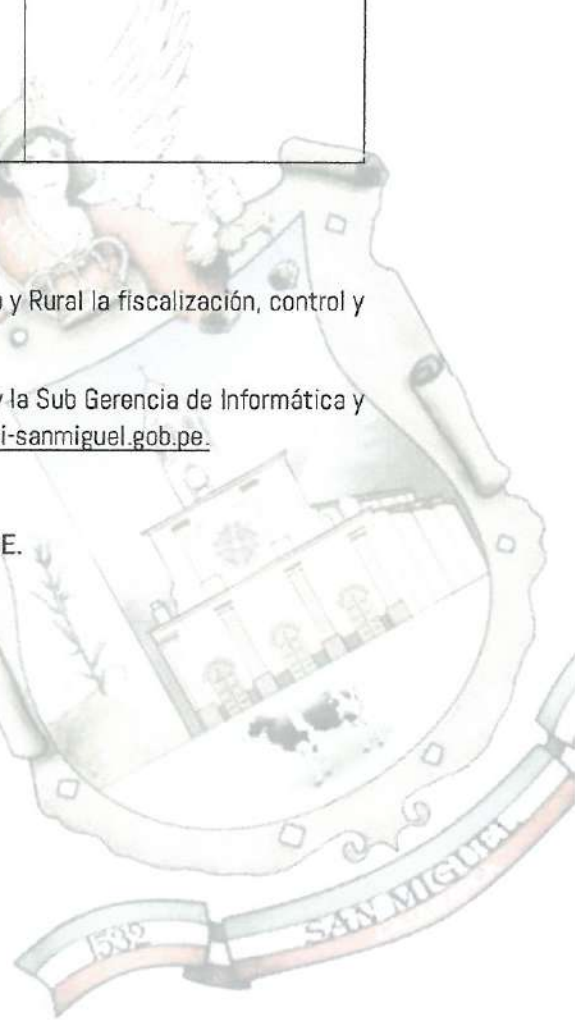 y Rural la fiscalización, control y
y la Sub Gerencia de Informática y
i-sanmiguel.gob.pe.
E.
1532
SAN MIGUEL